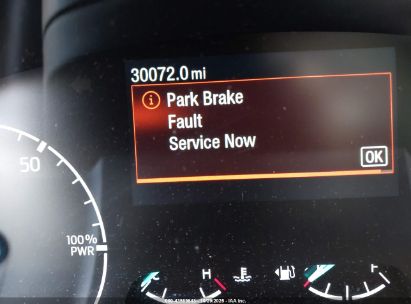 30072.0 mi
Park Brake
Fault
Service Now
OK
50
100%
PWR
H
F